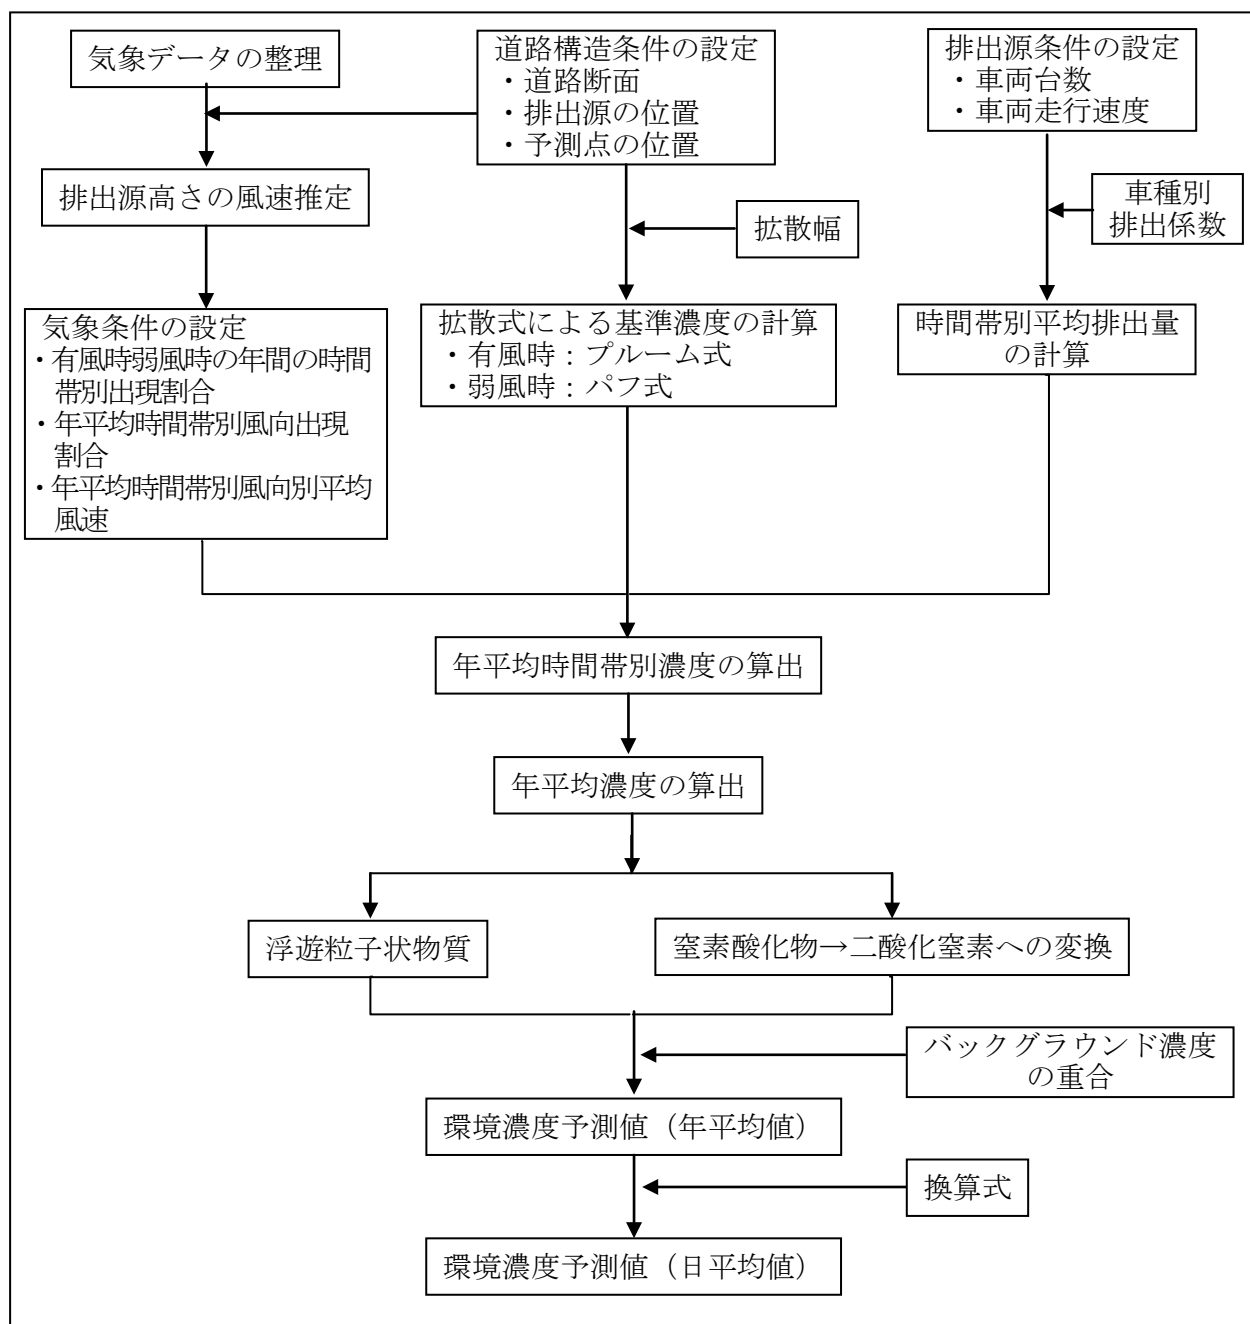 気象データの整理
道路構造条件の設定
・道路断面
・排出源の位置
・予測点の位置
排出源条件の設定
・車両台数
・車両走行速度
排出源高さの風速推定
拡散幅
車種別
排出係数
気象条件の設定
・有風時弱風時の年間の時間
帯別出現割合
・年平均時間帯別風向出現
割合
・年平均時間帯別風向別平均
風速
拡散式による基準濃度の計算
・有風時：プルーム式
・弱風時：パフ式
時間帯別平均排出量
の計算
年平均時間帯別濃度の算出
年平均濃度の算出
浮遊粒子状物質
窒素酸化物→二酸化窒素への変換
バックグラウンド濃度
の重合
環境濃度予測値（年平均値）
換算式
環境濃度予測値（日平均値）